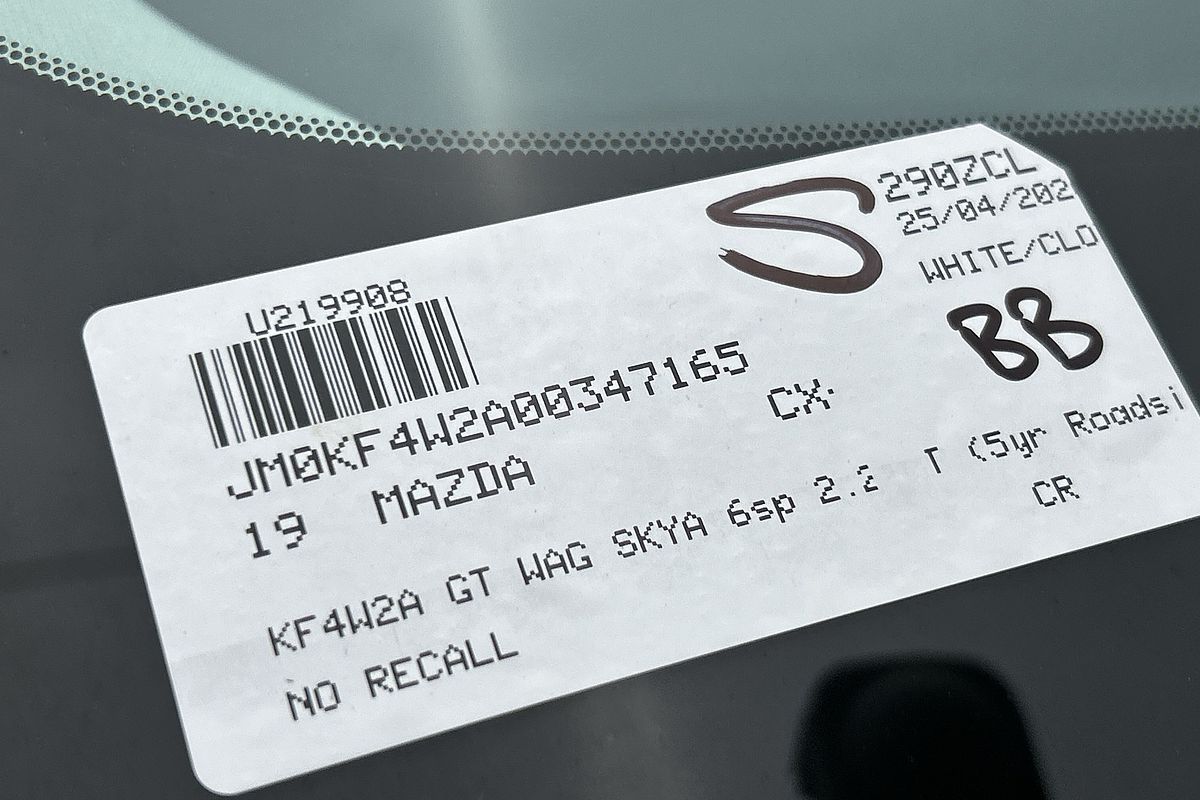 S 290ZCL
25/04/202
WHITE/CLO
BB
U219908
JM0KF4W2A00347165
19 MAZDA CX-
KF4W2A GT WAG SKYA 6sp 2.2 T (5yr Roadsi
CR
NO RECALL